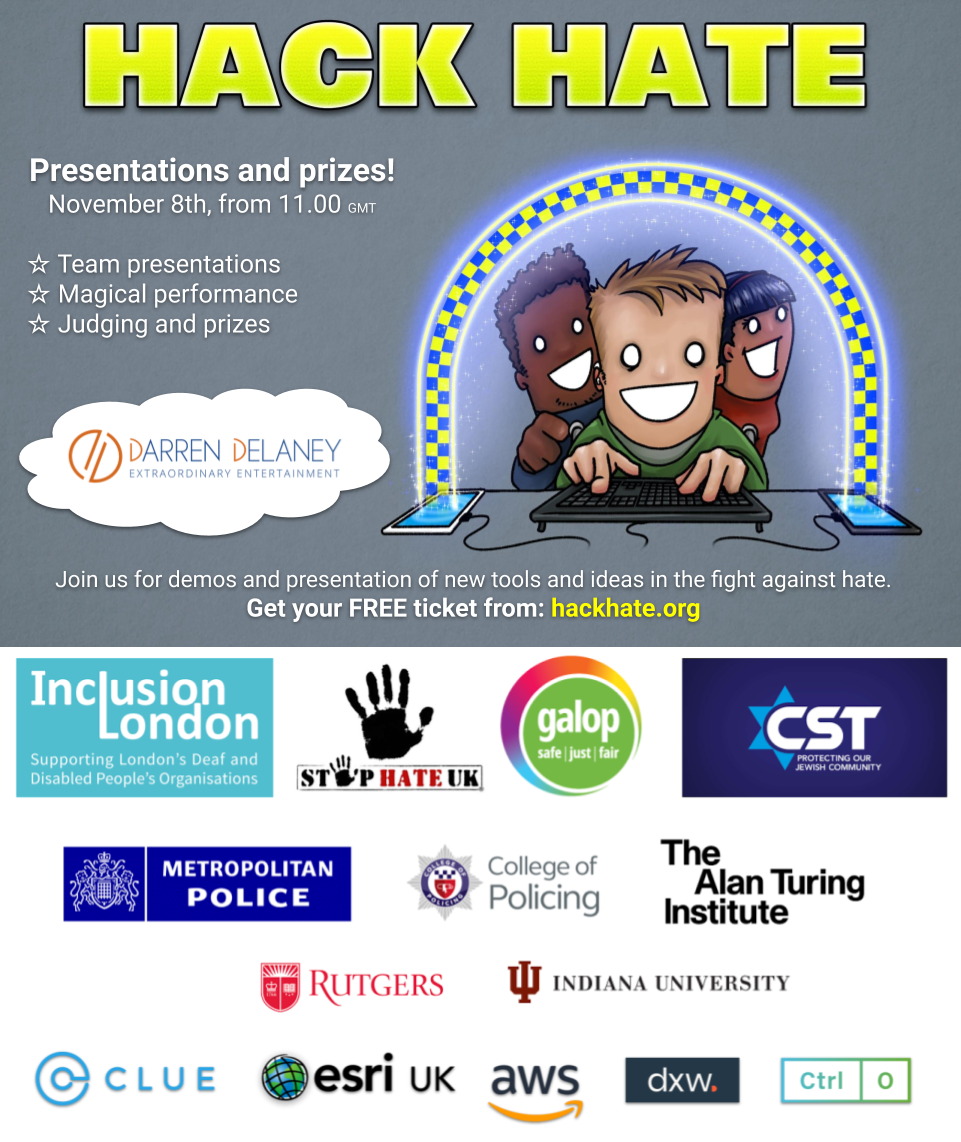 HACK HATE
Presentations and prizes!
November 8th, from 11.00 GMT
☆ Team presentations
☆ Magical performance
☆ Judging and prizes
DARREN DELANEY
EXTRAORDINARY ENTERTAINMENT
Join us for demos and presentation of new tools and ideas in the fight against hate.
Get your FREE ticket from: hackhate.org
Inclusion
London
Supporting London's Deaf and
Disabled People's Organisations
STOP HATE UK
galop
safe | just | fair
CST
PROTECTING OUR
JEWISH COMMUNITY
METROPOLITAN
POLICE
COLLEGE OF
POLICING
College of
Policing
The
Alan Turing
Institute
RUTGERS
INDIANA UNIVERSITY
CLUE
esri UK
aws
dxw.
Ctrl O